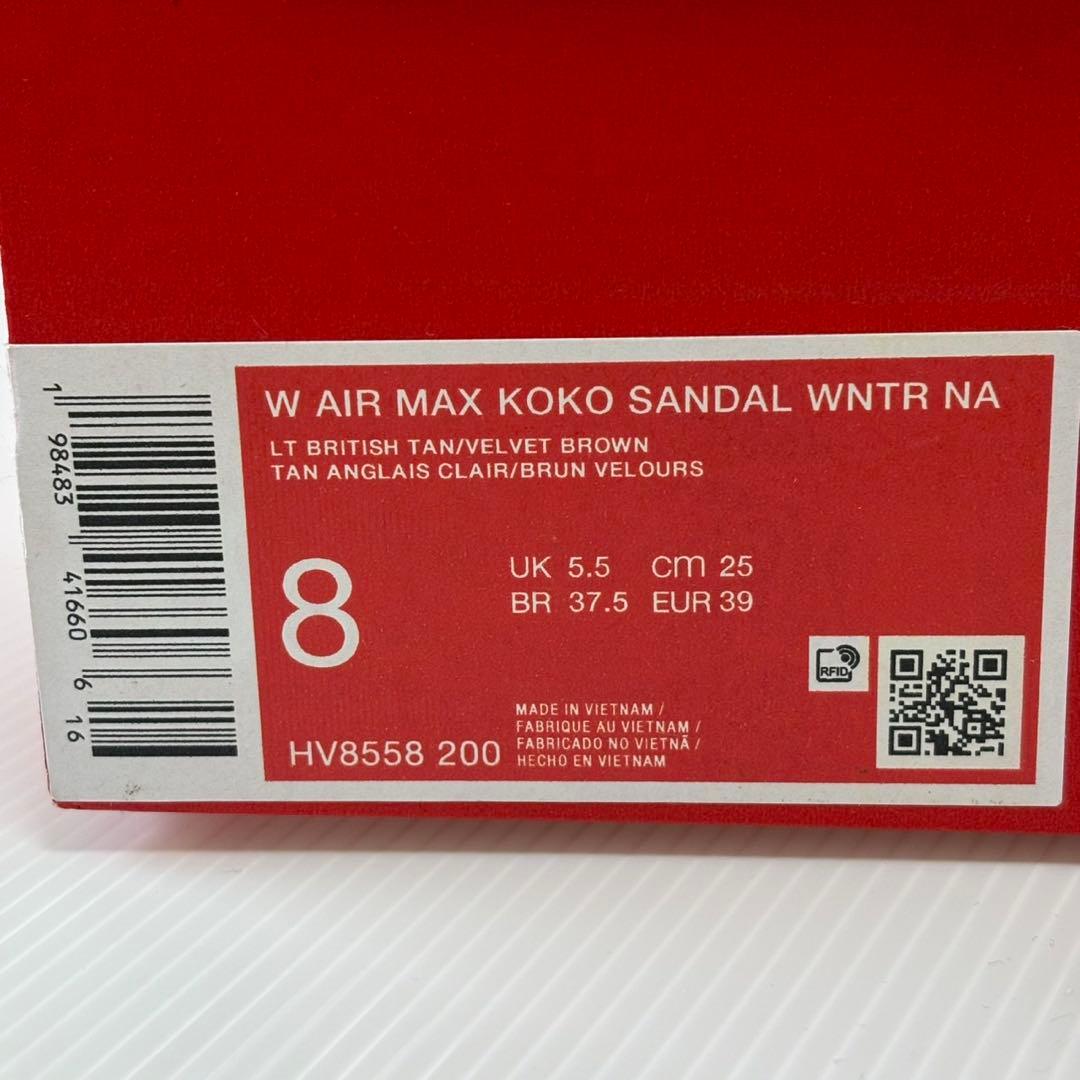 W AIR MAX KOKO SANDAL WNTR NA
LT BRITISH TAN/VELVET BROWN
TAN ANGLAIS CLAIR/BRUN VELOURS
8
UK 5.5 cm 25
BR 37.5 EUR 39
RFID
HV8558 200
MADE IN VIETNAM /
FABRIQUE AU VIETNAM /
FABRICADO NO VIETNÃ /
HECHO EN VIETNAM
1 98483 41660 6 16